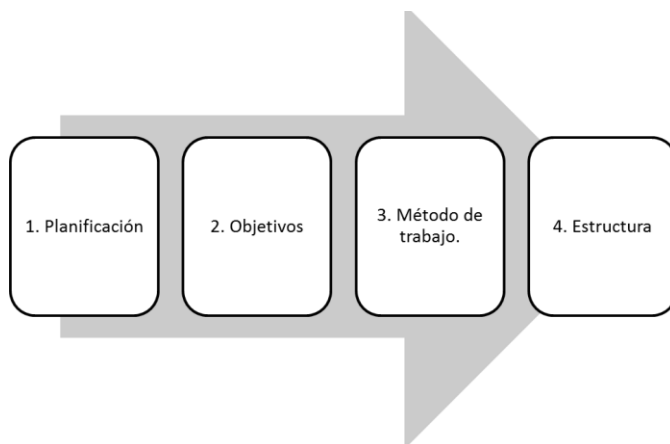 1. Planificación
2. Objetivos
3. Método de
trabajo.
4. Estructura